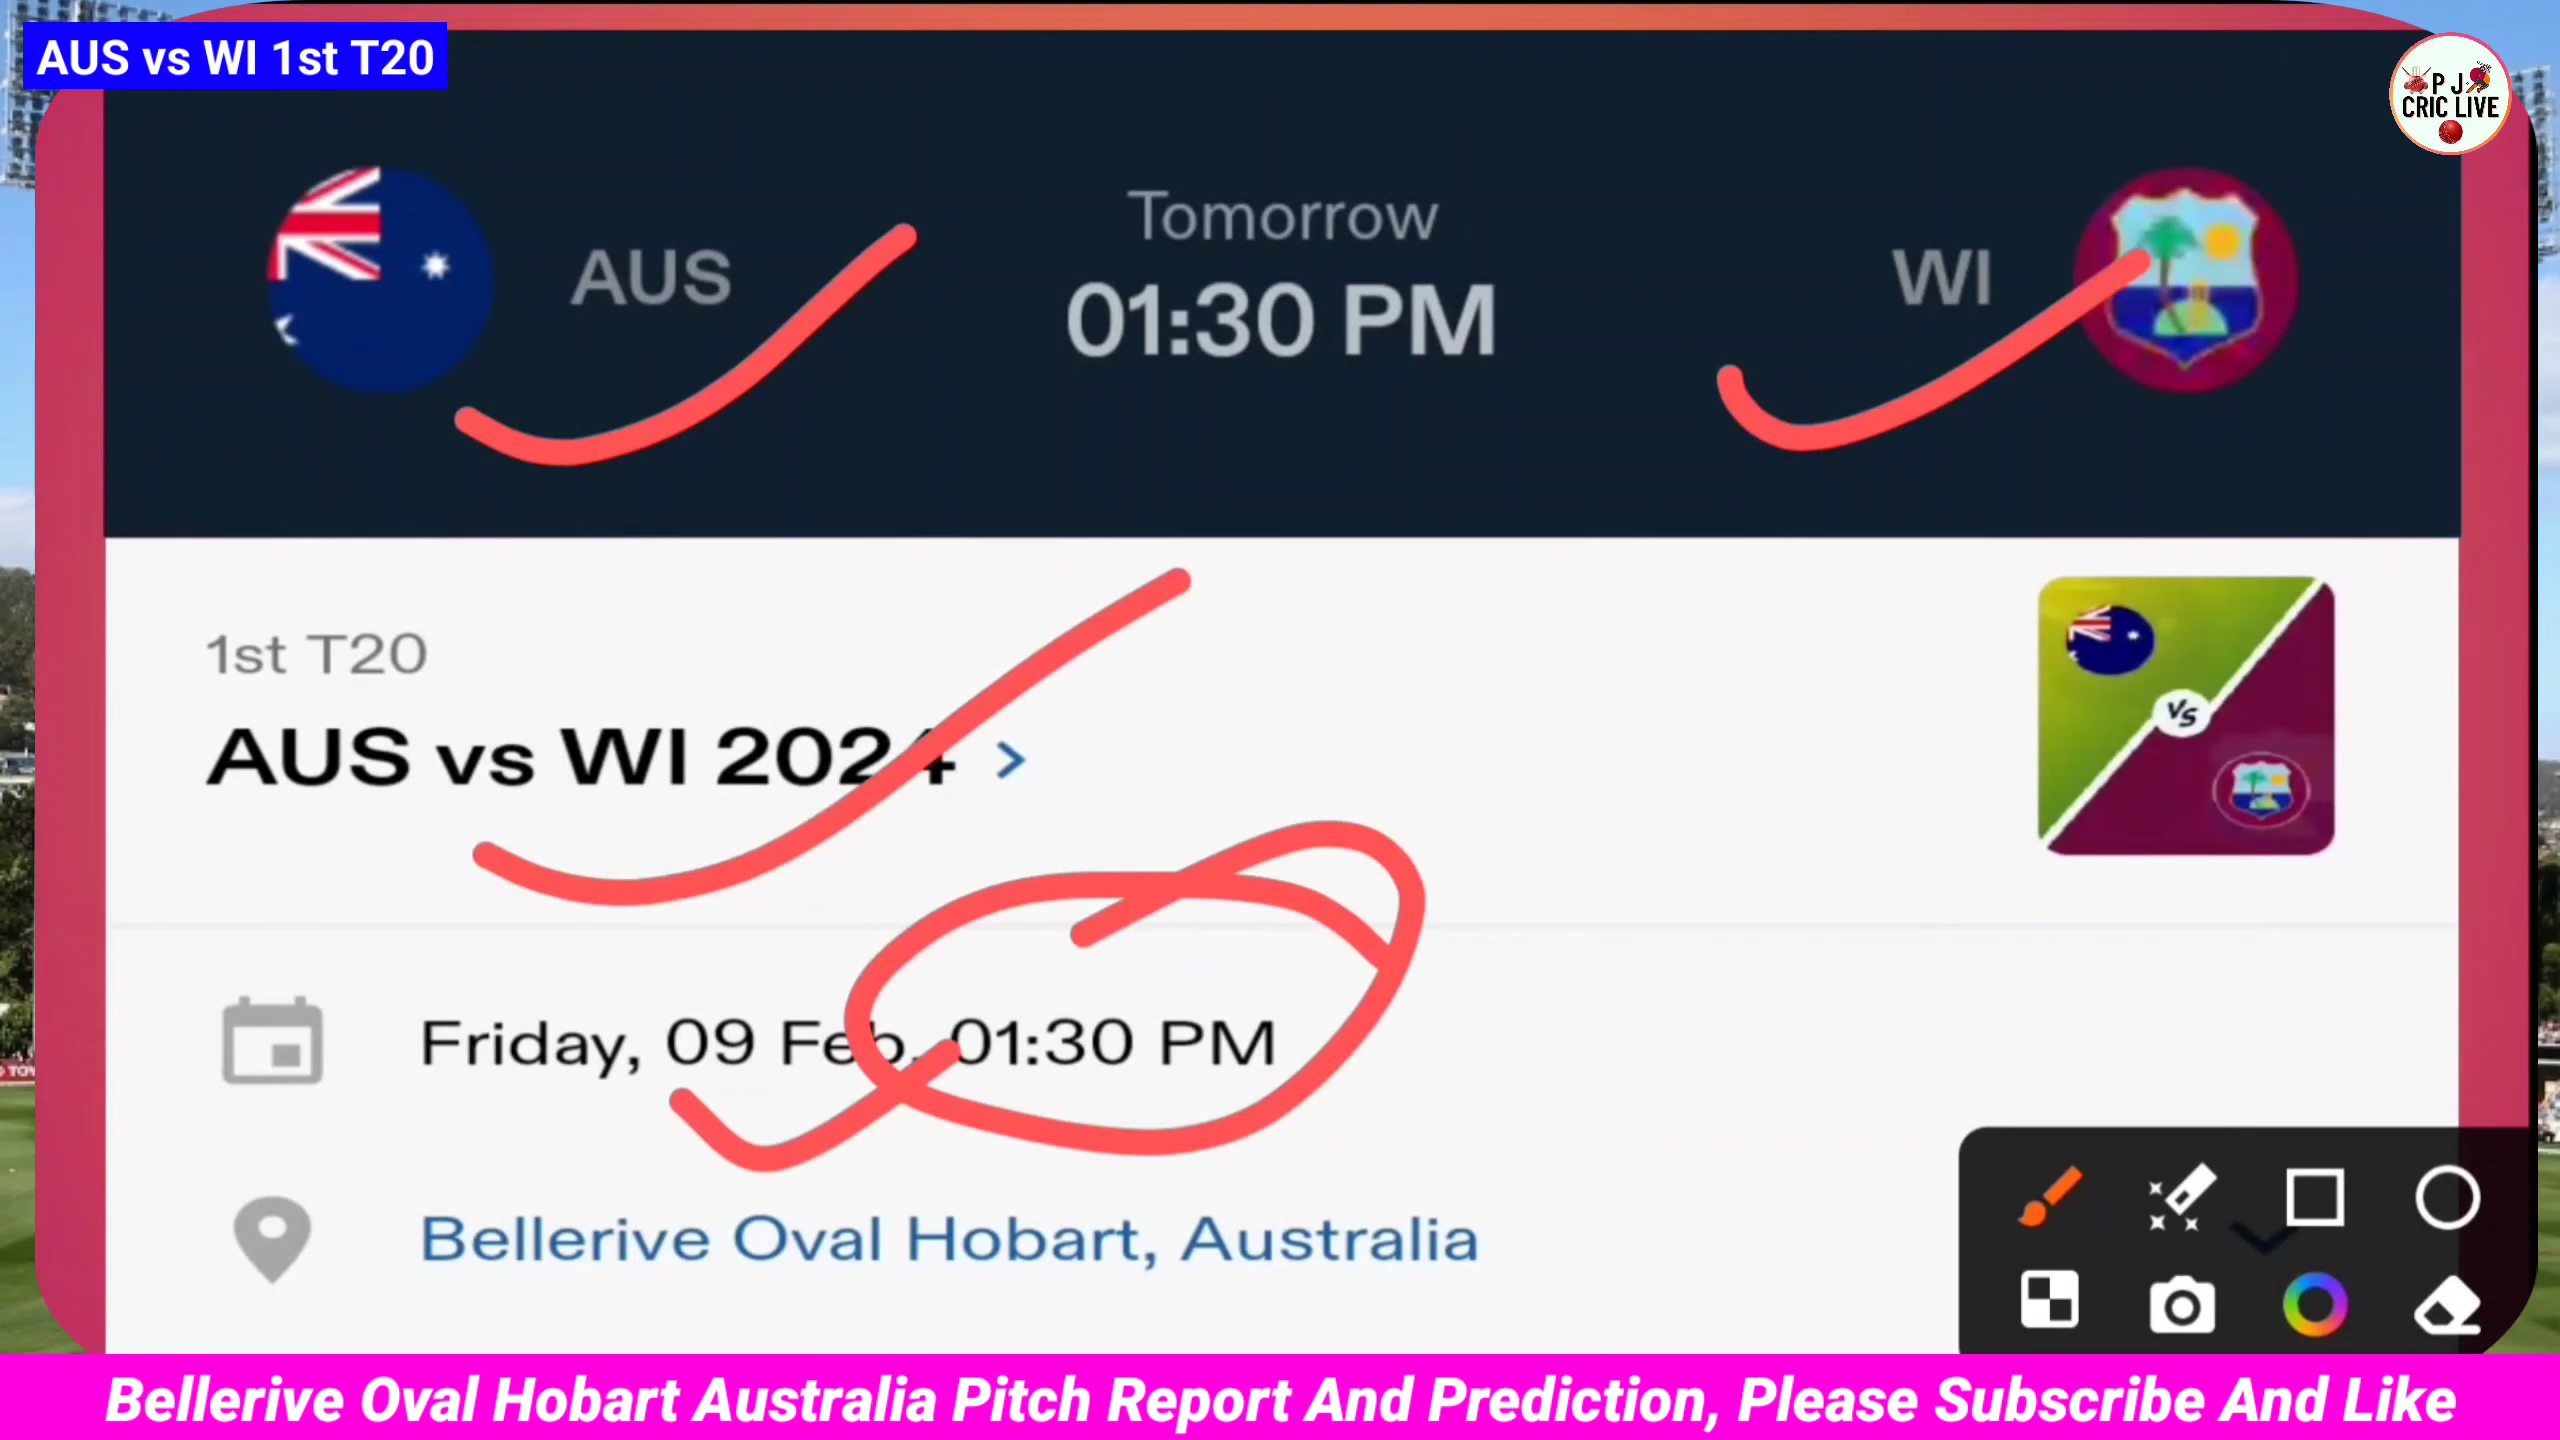 AUS vs WI 1st T20
P J
CRIC LIVE
AUS
Tomorrow
01:30 PM
WI
1st T20
AUS vs WI 2024
VS
Friday, 09 Feb, 01:30 PM
Bellerive Oval Hobart, Australia
Bellerive Oval Hobart Australia Pitch Report And Prediction, Please Subscribe And Like